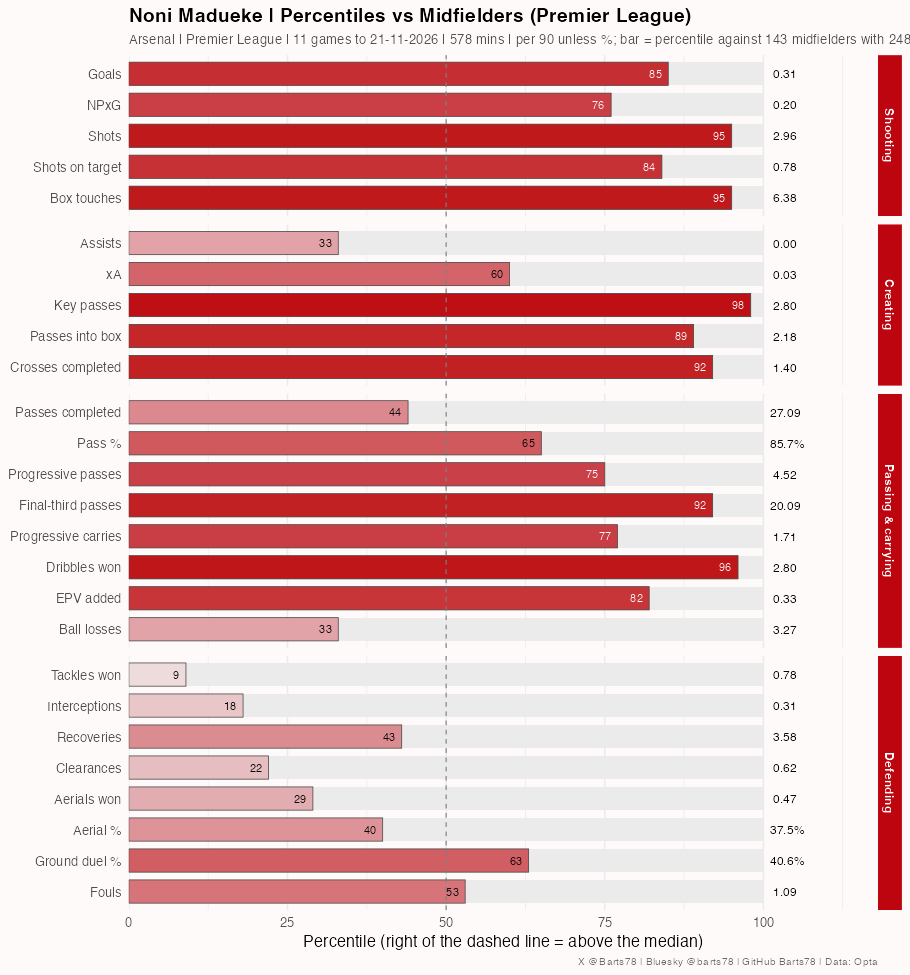 Noni Madueke | Percentiles vs Midfielders (Premier League)
Arsenal | Premier League | 11 games to 21-11-2026 | 578 mins | per 90 unless %; bar = percentile against 143 midfielders with 248
Goals 85 0.31
NPxG 76 0.20
Shots 95 2.96
Shots on target 84 0.78
Box touches 95 6.38
Shooting
Assists 33 0.00
xA 60 0.03
Key passes 98 2.80
Passes into box 89 2.18
Crosses completed 92 1.40
Creating
Passes completed 44 27.09
Pass % 65 85.7%
Progressive passes 75 4.52
Final-third passes 92 20.09
Progressive carries 77 1.71
Dribbles won 96 2.80
EPV added 82 0.33
Ball losses 33 3.27
Passing & carrying
Tackles won 9 0.78
Interceptions 18 0.31
Recoveries 43 3.58
Clearances 22 0.62
Aerials won 29 0.47
Aerial % 40 37.5%
Ground duel % 63 40.6%
Fouls 53 1.09
Defending
0 25 50 75 100
Percentile (right of the dashed line = above the median)
X @Barts78 | Bluesky @barts78 | GitHub Barts78 | Data: Opta